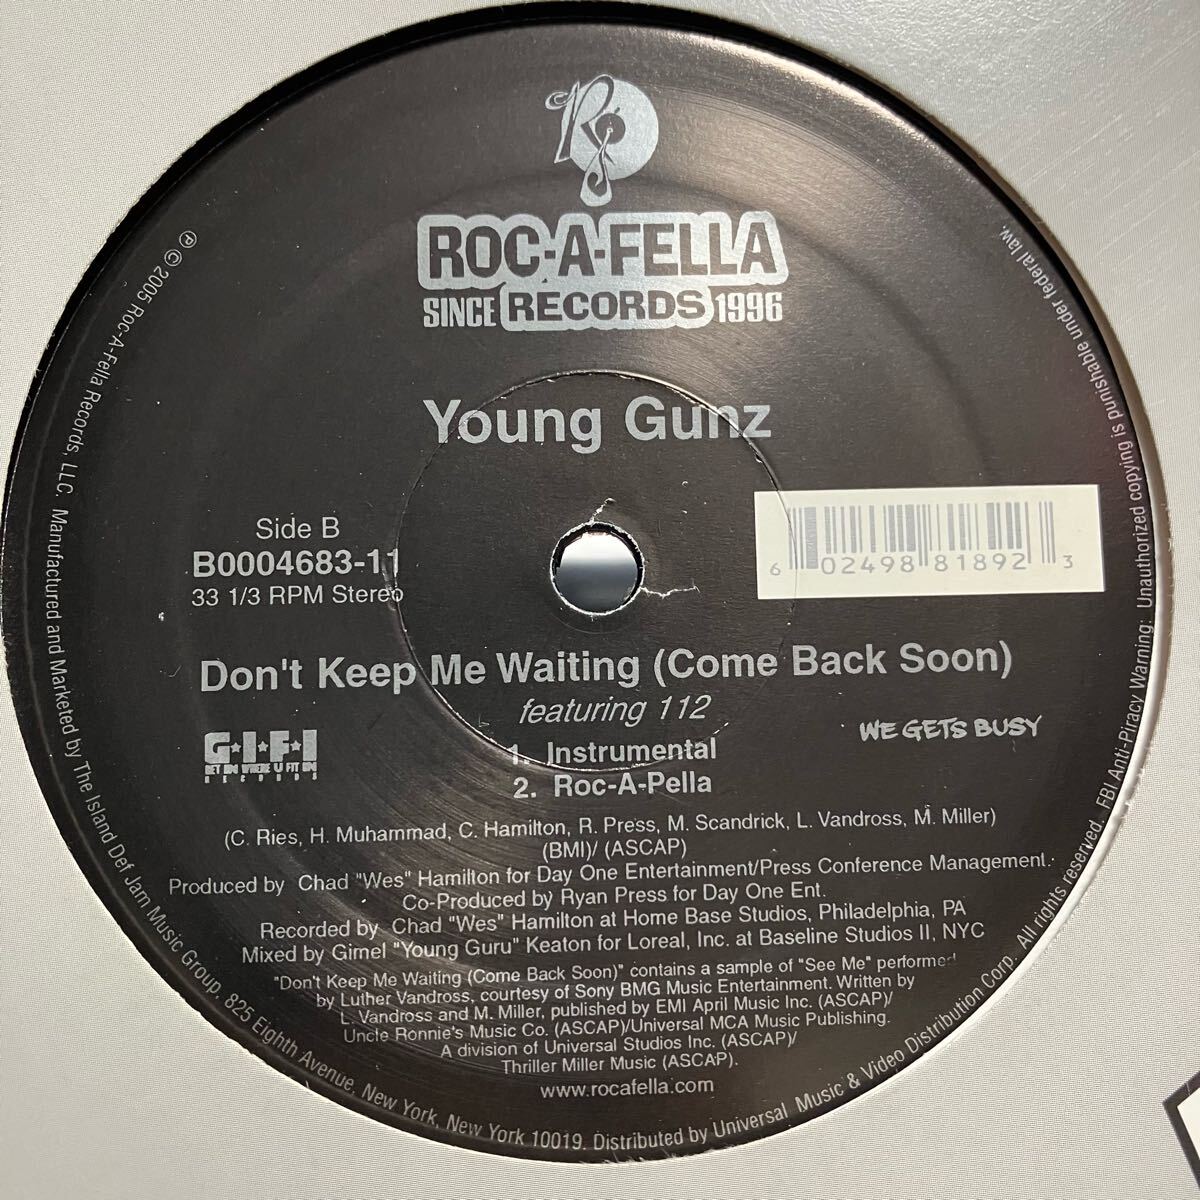 ROC-A-FELLA
SINCE RECORDS 1996
Young Gunz
Side B
B0004683-11
33 1/3 RPM Stereo
6 02498 81892 3
Don't Keep Me Waiting (Come Back Soon)
featuring 112
G★I★F★I
GET IN WHERE U FIT IN
RECORDS
WE GETS BUSY
1. Instrumental
2. Roc-A-Pella
(C. Ries, H. Muhammad, C. Hamilton, R. Press, M. Scandrick, L. Vandross, M. Miller)
(BMI)/ (ASCAP)
Produced by Chad "Wes" Hamilton for Day One Entertainment/Press Conference Management.
Co-Produced by Ryan Press for Day One Ent.
Recorded by Chad "Wes" Hamilton at Home Base Studios, Philadelphia, PA
Mixed by Gimel "Young Guru" Keaton for Loreal, Inc. at Baseline Studios II, NYC
"Don't Keep Me Waiting (Come Back Soon)" contains a sample of "See Me" performed
by Luther Vandross, courtesy of Sony BMG Music Entertainment. Written by
L. Vandross and M. Miller, published by EMI April Music Inc. (ASCAP)/
Uncle Ronnie's Music Co. (ASCAP)/Universal MCA Music Publishing.
A division of Universal Studios Inc. (ASCAP)/
Thriller Miller Music (ASCAP).
www.rocafella.com
℗ © 2005 Roc-A-Fella Records, LLC. Manufactured and Marketed by The Island Def Jam Music Group, 825 Eighth Avenue, New York, New York 10019. Distributed by Universal Music & Video Distribution Corp. All rights reserved. FBI Anti-Piracy Warning: Unauthorized copying is punishable under federal law.